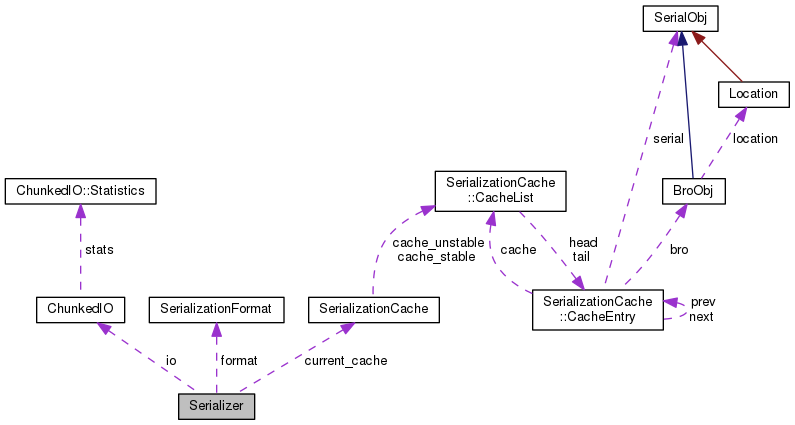 SerialObj
Location
serial
location
ChunkedIO::Statistics
SerializationCache
::CacheList
BroObj
stats
cache_unstable
cache_stable
cache
head
tail
bro
ChunkedIO
SerializationFormat
SerializationCache
SerializationCache
::CacheEntry
prev
next
io
format
current_cache
Serializer